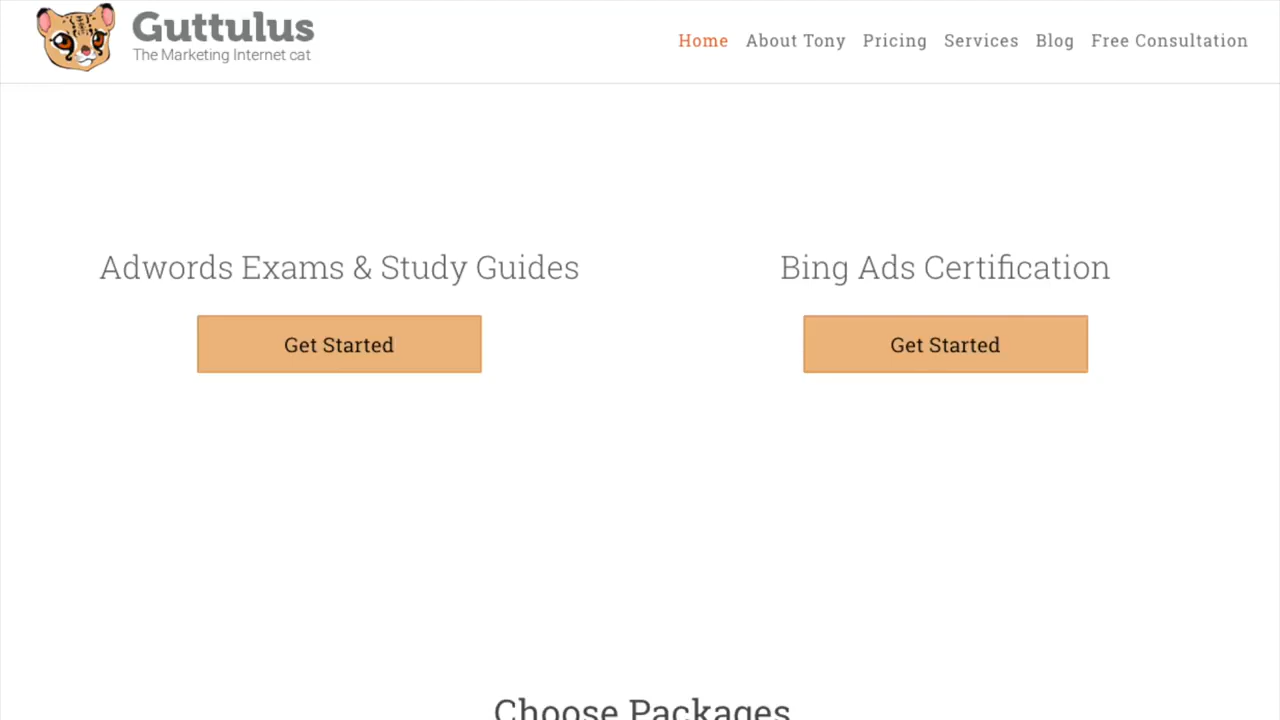 Guttulus
The Marketing Internet cat
Home About Tony Pricing Services Blog Free Consultation
Adwords Exams & Study Guides
Get Started
Bing Ads Certification
Get Started
Choose Packages